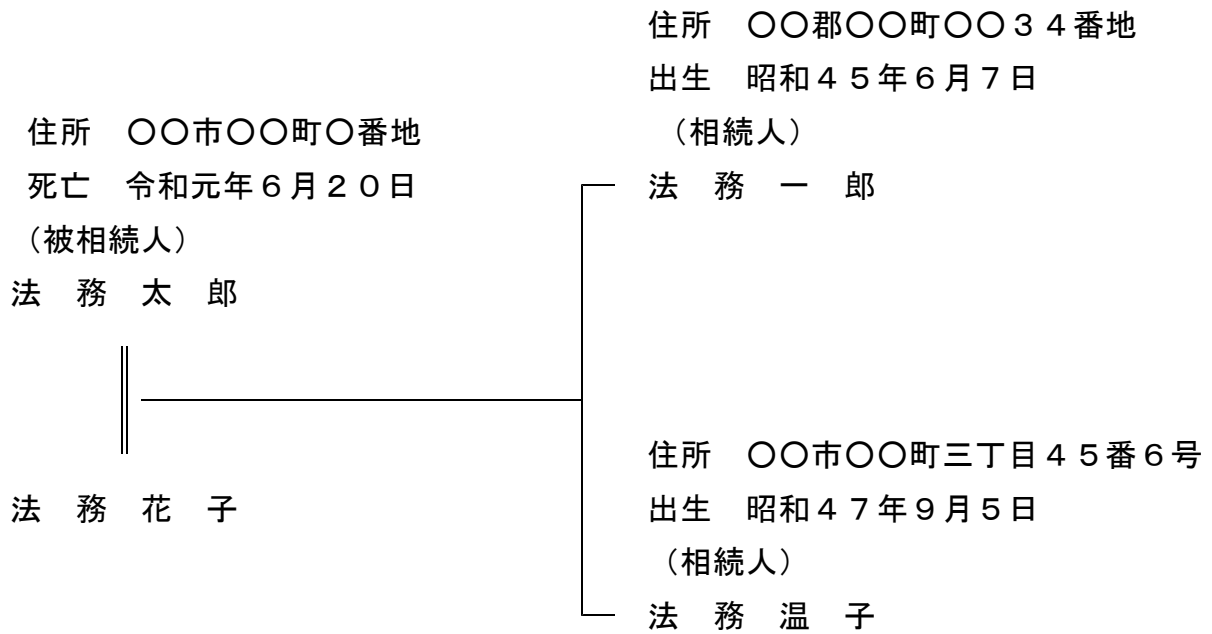 住所　〇〇市〇〇町〇番地
死亡　令和元年６月２０日
（被相続人）
法　務　太　郎
法　務　花　子
住所　〇〇郡〇〇町〇〇３４番地
出生　昭和４５年６月７日
（相続人）
法　務　一　郎
住所　〇〇市〇〇町三丁目４５番６号
出生　昭和４７年９月５日
（相続人）
法　務　温　子